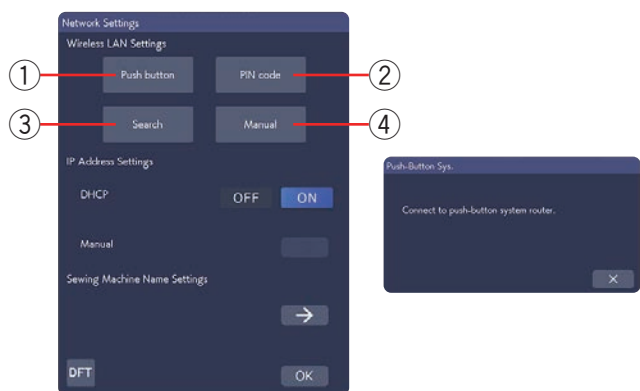 Network Settings
Wireless LAN Settings
1 Push button PIN code 2
3 Search Manual 4
IP Address Settings
DHCP OFF ON
Manual
Sewing Machine Name Settings
→
DFT OK
Push-Button Sys.
Connect to push-button system router.
X